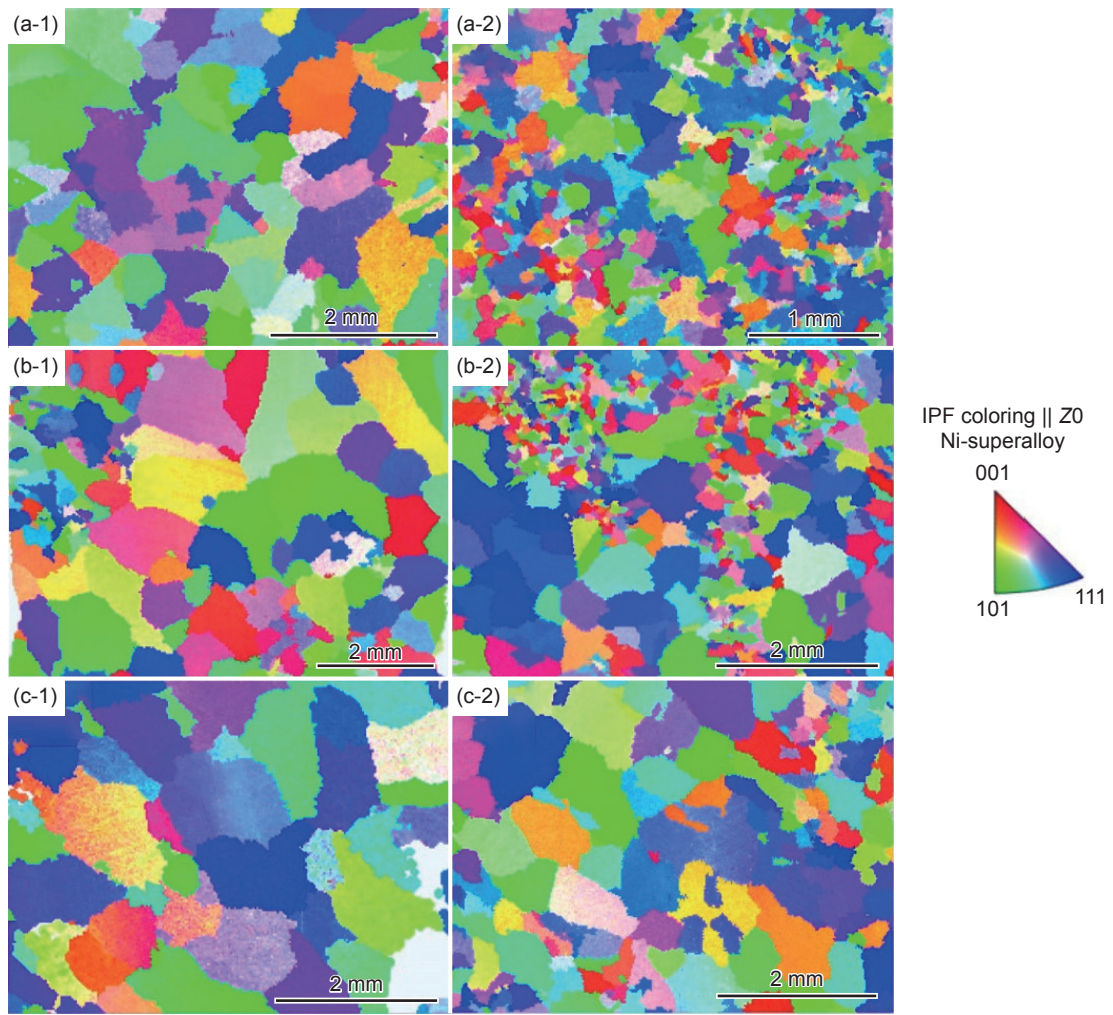 (a-1)
(a-2)
2 mm
1 mm
(b-1)
(b-2)
2 mm
2 mm
IPF coloring || Z0
Ni-superalloy
001
101
111
(c-1)
(c-2)
2 mm
2 mm